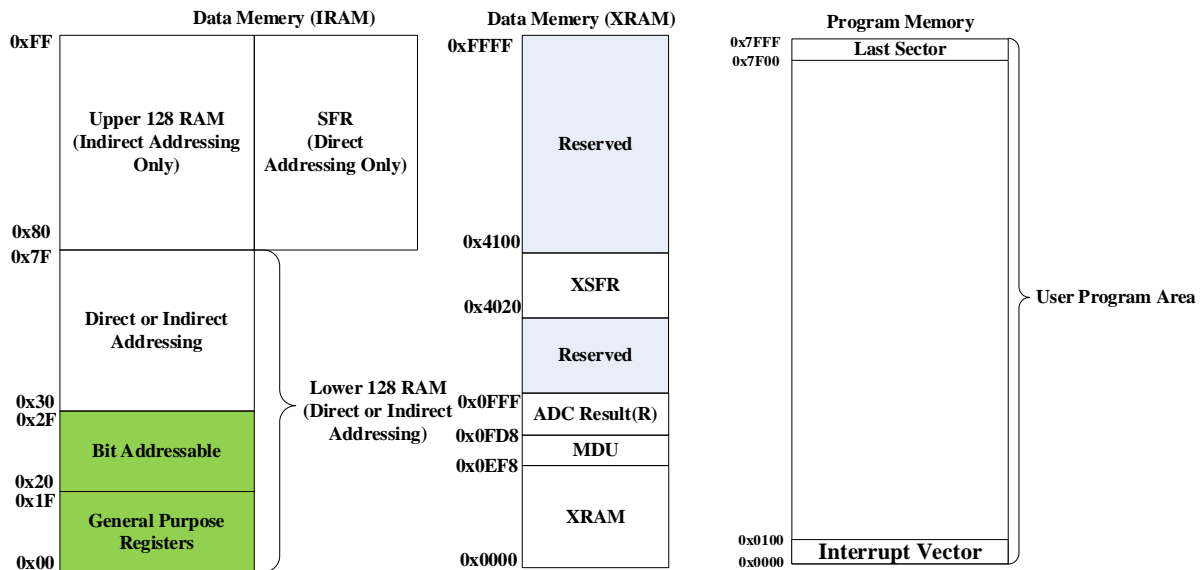 Data Memery (IRAM)
0xFF
Upper 128 RAM
(Indirect Addressing
Only)
SFR
(Direct
Addressing Only)
0x80
0x7F
Direct or Indirect
Addressing
0x30
0x2F
Bit Addressable
0x20
0x1F
General Purpose
Registers
0x00
Lower 128 RAM
(Direct or Indirect
Addressing)
Data Memery (XRAM)
0xFFFF
Reserved
0x4100
XSFR
0x4020
Reserved
0x0FFF
ADC Result(R)
0x0FD8
MDU
0x0EF8
XRAM
0x0000
Program Memory
0x7FFF
Last Sector
0x7F00
User Program Area
0x0100
Interrupt Vector
0x0000